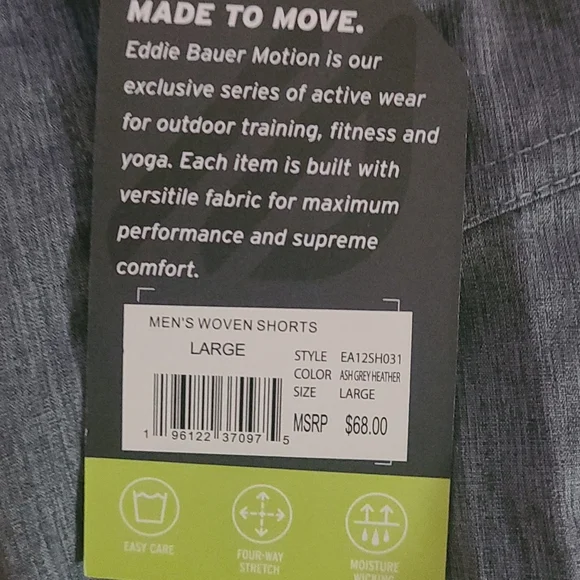 MADE TO MOVE.
Eddie Bauer Motion is our
exclusive series of active wear
for outdoor training, fitness and
yoga. Each item is built with
versitile fabric for maximum
performance and supreme
comfort.
MEN'S WOVEN SHORTS
LARGE
STYLE EA12SH031
COLOR ASH GREY HEATHER
SIZE LARGE
MSRP $68.00
1 96122 37097 5
EASY CARE
FOUR-WAY
STRETCH
MOISTURE
WICKING